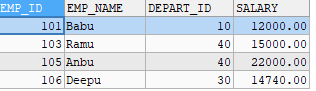 EMP_ID EMP_NAME DEPART_ID SALARY
101 Babu 10 12000.00
103 Ramu 40 15000.00
105 Anbu 40 22000.00
106 Deepu 30 14740.00